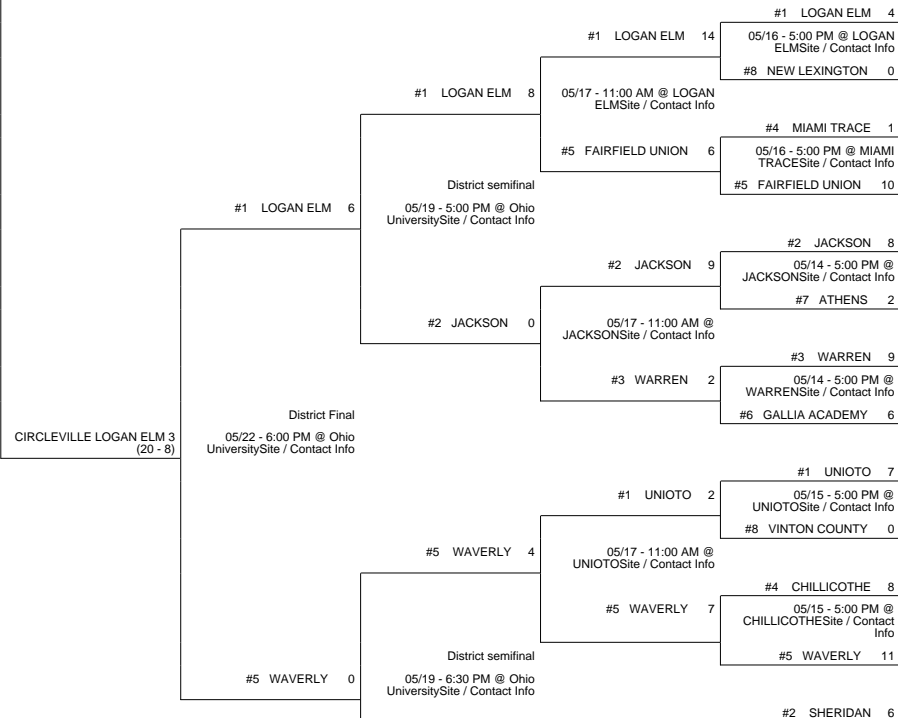 #1 LOGAN ELM 4
#1 LOGAN ELM 14
05/16 - 5:00 PM @ LOGAN
ELMSite / Contact Info
#8 NEW LEXINGTON 0
#1 LOGAN ELM 8
05/17 - 11:00 AM @ LOGAN
ELMSite / Contact Info
#4 MIAMI TRACE 1
#5 FAIRFIELD UNION 6
05/16 - 5:00 PM @ MIAMI
TRACESite / Contact Info
#5 FAIRFIELD UNION 10
District semifinal
05/19 - 5:00 PM @ Ohio
UniversitySite / Contact Info
#1 LOGAN ELM 6
#2 JACKSON 8
#2 JACKSON 9
05/14 - 5:00 PM @
JACKSONSite / Contact Info
#7 ATHENS 2
#2 JACKSON 0
05/17 - 11:00 AM @
JACKSONSite / Contact Info
#3 WARREN 9
#3 WARREN 2
05/14 - 5:00 PM @
WARRENSite / Contact Info
#6 GALLIA ACADEMY 6
District Final
05/22 - 6:00 PM @ Ohio
UniversitySite / Contact Info
CIRCLEVILLE LOGAN ELM 3
(20 - 8)
#1 UNIOTO 7
#1 UNIOTO 2
05/15 - 5:00 PM @
UNIOTOSite / Contact Info
#8 VINTON COUNTY 0
#5 WAVERLY 4
05/17 - 11:00 AM @
UNIOTOSite / Contact Info
#4 CHILLICOTHE 8
#5 WAVERLY 7
05/15 - 5:00 PM @
CHILLICOTHESite / Contact
Info
#5 WAVERLY 11
District semifinal
05/19 - 6:30 PM @ Ohio
UniversitySite / Contact Info
#5 WAVERLY 0
#2 SHERIDAN 6